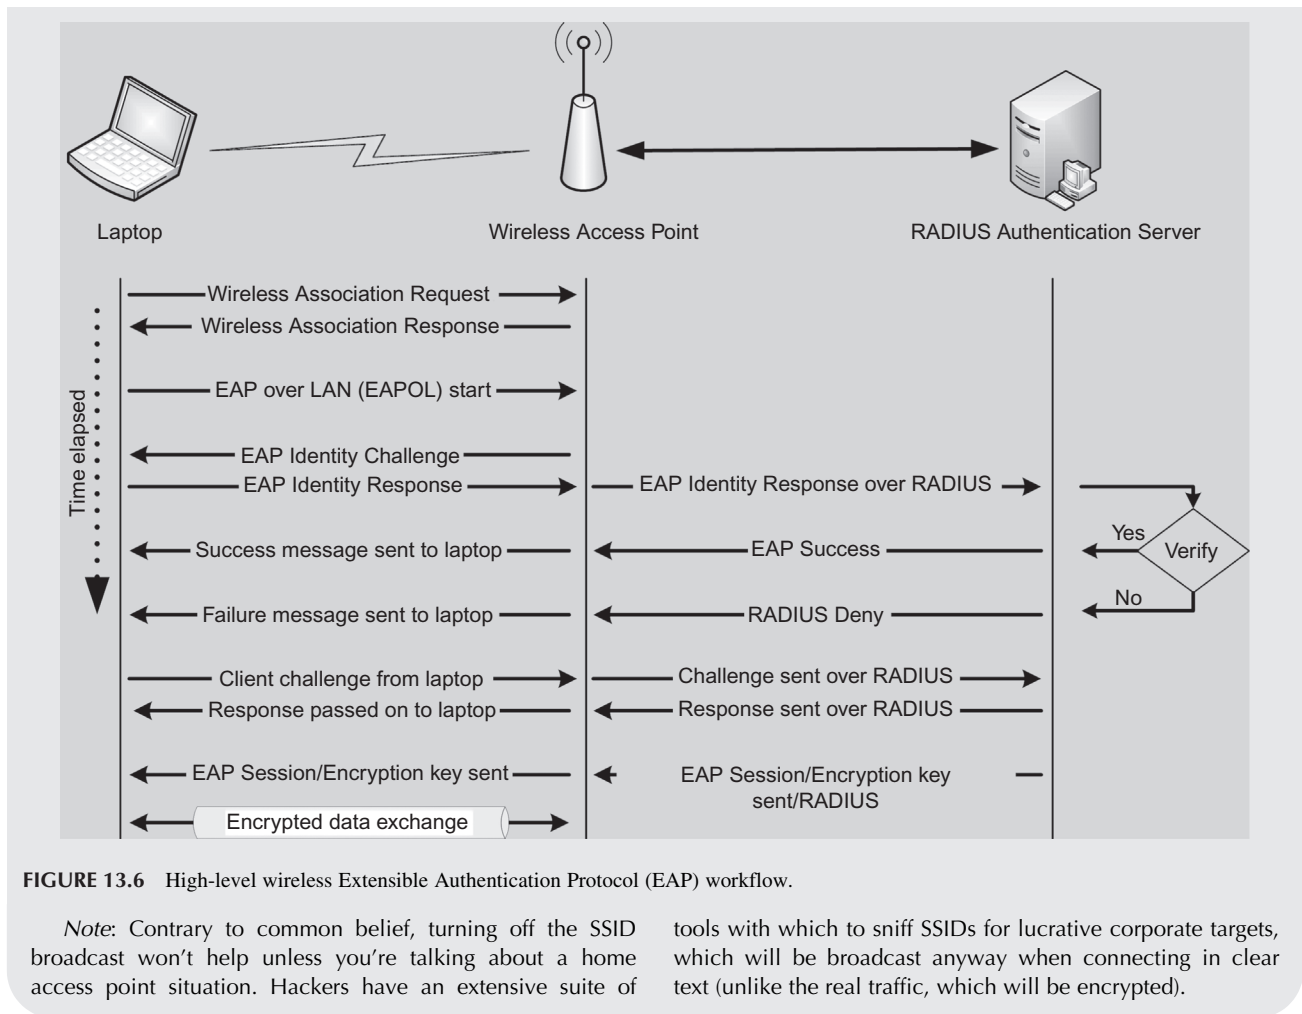 Laptop
Wireless Access Point
RADIUS Authentication Server
Time elapsed
Wireless Association Request
Wireless Association Response
EAP over LAN (EAPOL) start
EAP Identity Challenge
EAP Identity Response
EAP Identity Response over RADIUS
Success message sent to laptop
EAP Success
Yes
Verify
No
Failure message sent to laptop
RADIUS Deny
Client challenge from laptop
Challenge sent over RADIUS
Response passed on to laptop
Response sent over RADIUS
EAP Session/Encryption key sent
EAP Session/Encryption key
sent/RADIUS
Encrypted data exchange
FIGURE 13.6 High-level wireless Extensible Authentication Protocol (EAP) workflow.
Note: Contrary to common belief, turning off the SSID
broadcast won't help unless you're talking about a home
access point situation. Hackers have an extensive suite of
tools with which to sniff SSIDs for lucrative corporate targets,
which will be broadcast anyway when connecting in clear
text (unlike the real traffic, which will be encrypted).